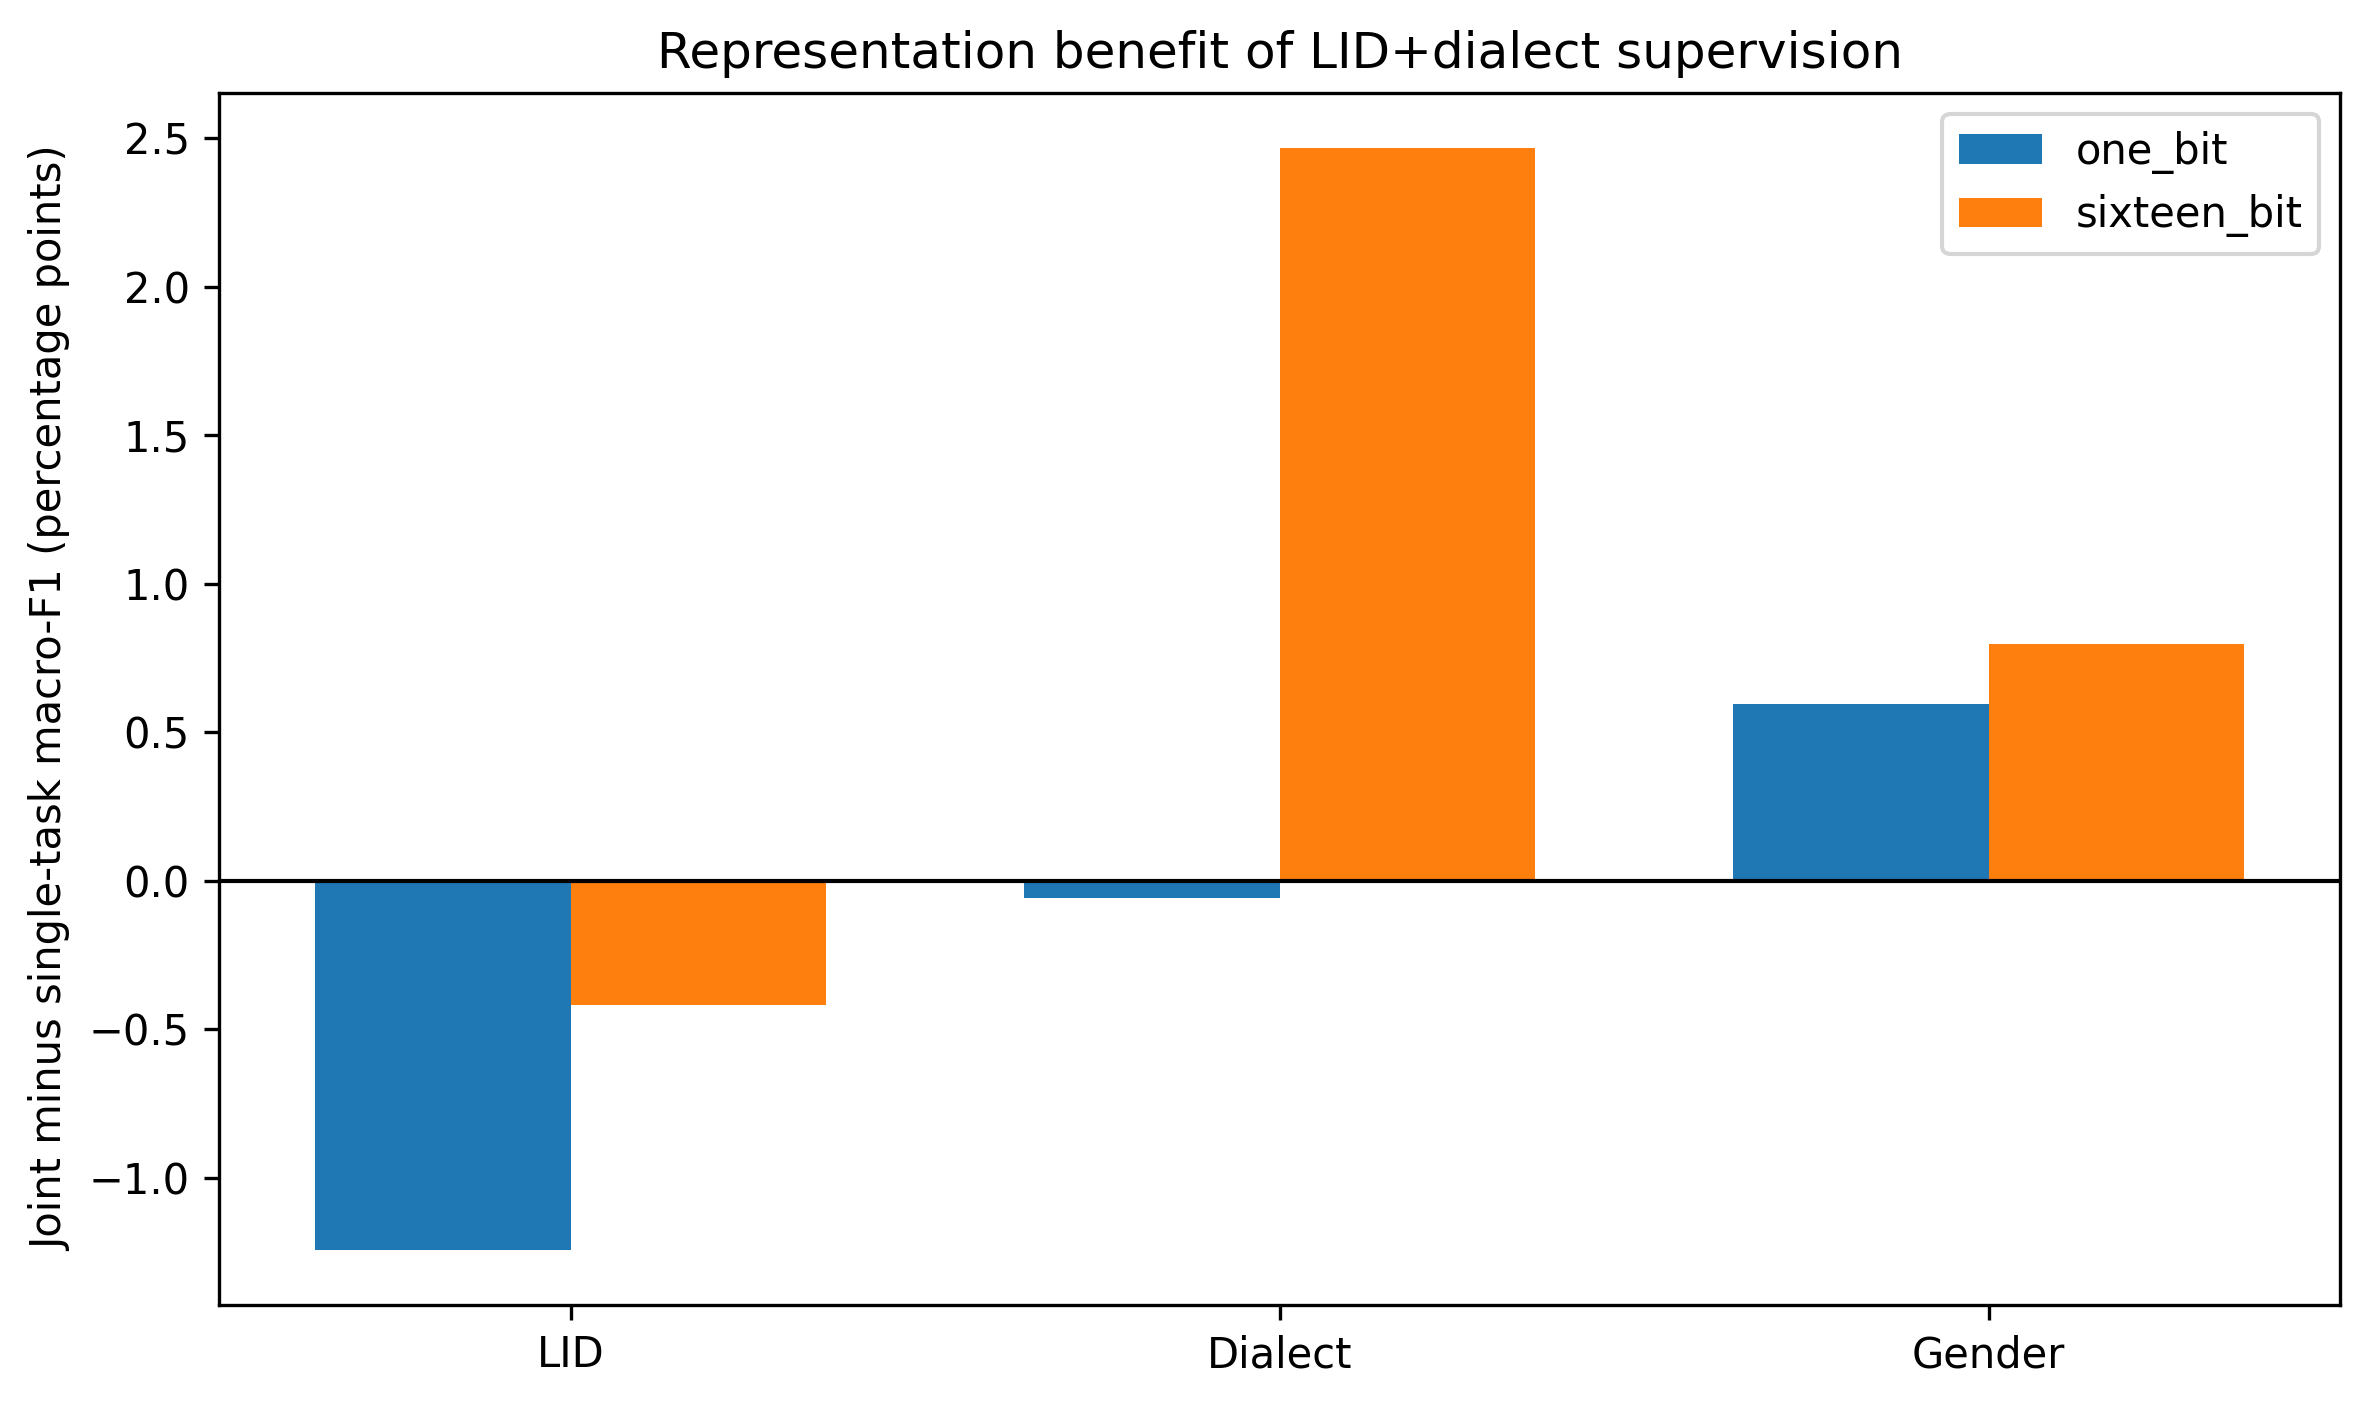 Representation benefit of LID+dialect supervision
Joint minus single-task macro-F1 (percentage points)
2.5
2.0
1.5
1.0
0.5
0.0
−0.5
−1.0
one_bit
sixteen_bit
LID
Dialect
Gender